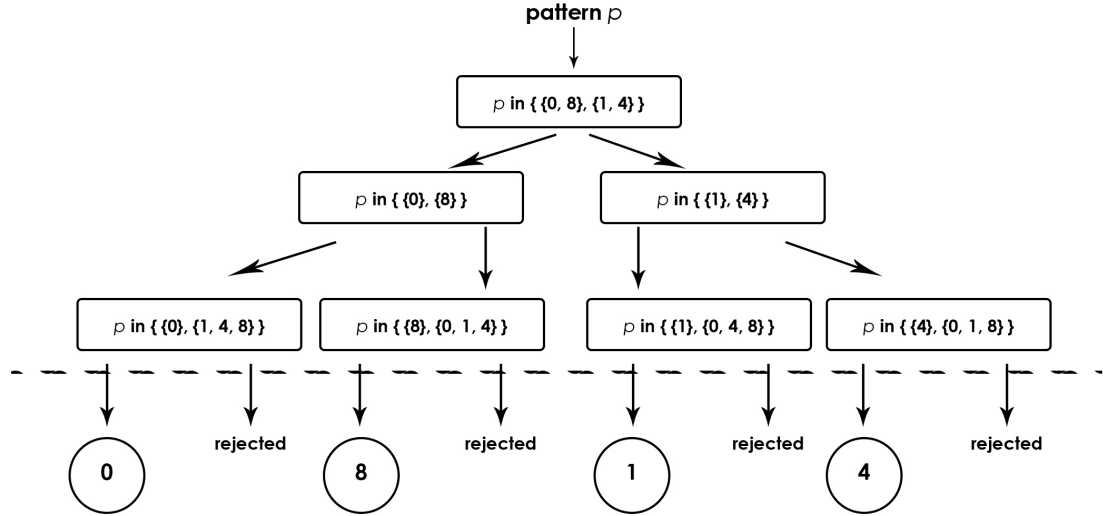 pattern p
p in { {0, 8}, {1, 4} }
p in { {0}, {8} }
p in { {1}, {4} }
p in { {0}, {1, 4, 8} }
p in { {8}, {0, 1, 4} }
p in { {1}, {0, 4, 8} }
p in { {4}, {0, 1, 8} }
rejected
rejected
rejected
rejected
0
8
1
4